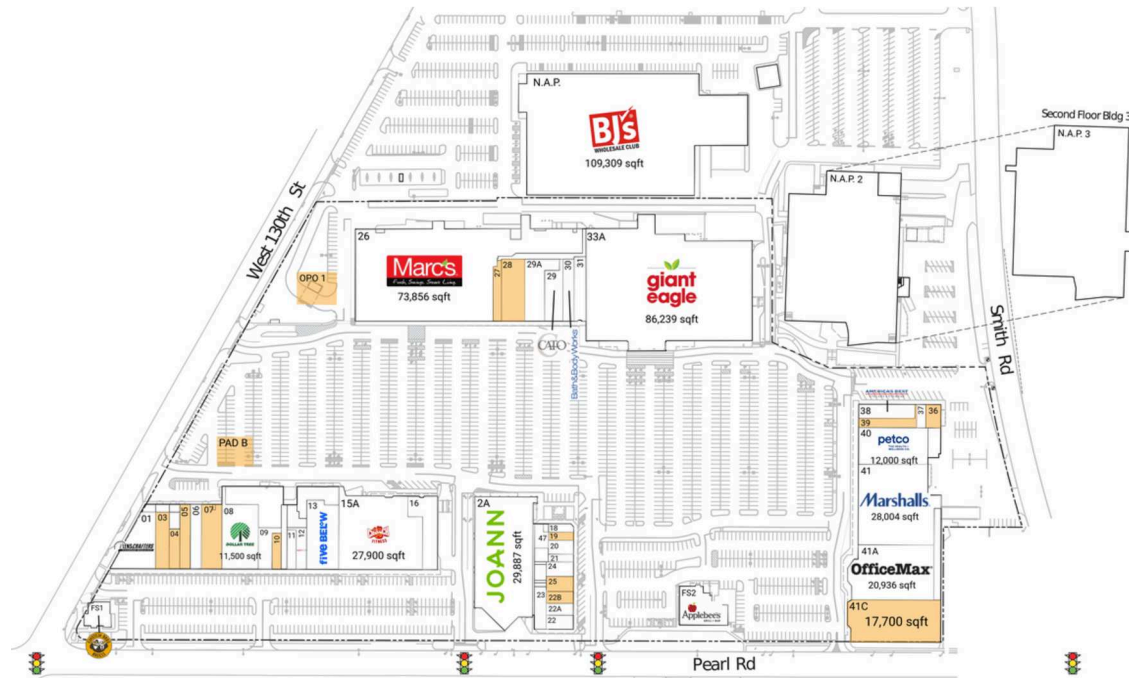 N.A.P.
BJ's
WHOLESALE CLUB
109,309 sqft
Second Floor Bldg 3
N.A.P. 3
N.A.P. 2
West 130th St
26
Marc's
73,856 sqft
27
28
29A
29
30
31
33A
giant
eagle
86,239 sqft
OPO 1
CATO
Bath&BodyWorks
Smith Rd
AMERICA'S BEST
38
37
36
39
40
petco
12,000 sqft
41
Marshalls
28,004 sqft
41A
OfficeMax
20,936 sqft
41C
17,700 sqft
PAD B
01
03
04
05
06
07
08
DOLLAR TREE
11,500 sqft
09
10
11
12
13
five BEL°W
15A
16
FITNESS
27,900 sqft
2A
JOANN
29,887 sqft
18
47
19
20
21
24
25
23
22B
22A
22
FS1
FS2
Applebee's
Pearl Rd